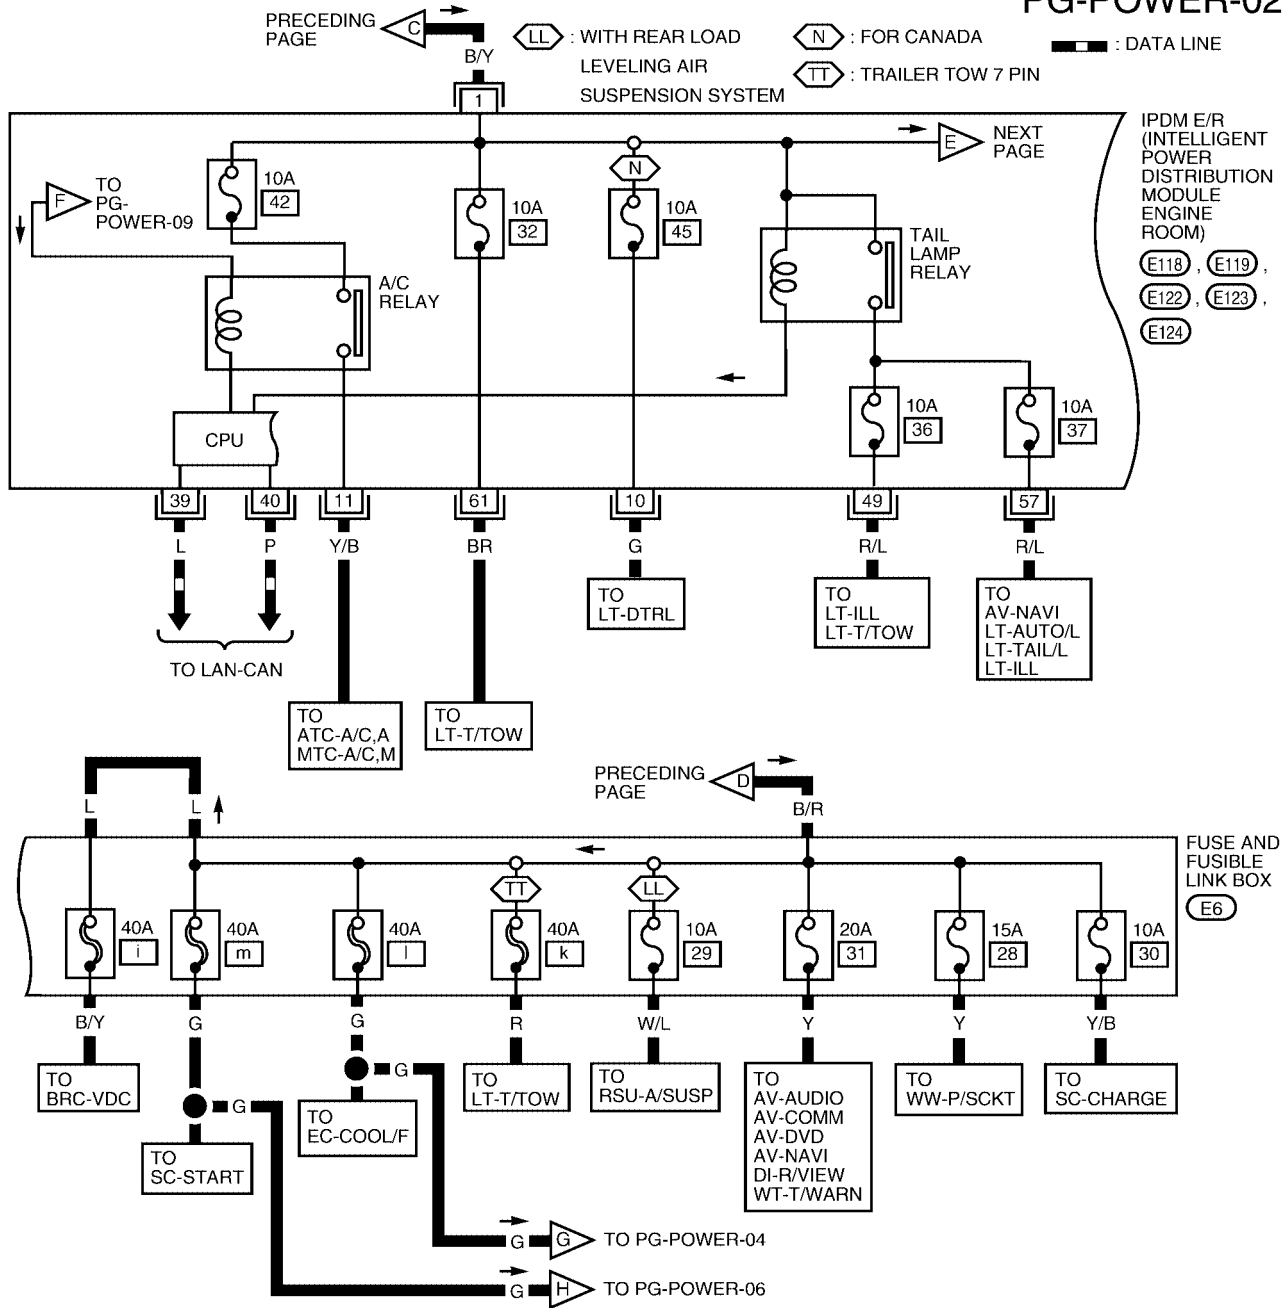 PG-POWER-02
PRECEDING
PAGE
C
B/Y
LL : WITH REAR LOAD
LEVELING AIR
SUSPENSION SYSTEM
N : FOR CANADA
TT : TRAILER TOW 7 PIN
: DATA LINE
1
E
NEXT
PAGE
IPDM E/R
(INTELLIGENT
POWER
DISTRIBUTION
MODULE
ENGINE
ROOM)
E118 , E119 ,
E122 , E123 ,
E124
F
TO
PG-
POWER-09
10A
42
10A
32
N
10A
45
TAIL
LAMP
RELAY
A/C
RELAY
10A
36
10A
37
CPU
39
40
11
61
10
49
57
L
P
Y/B
BR
G
R/L
R/L
TO LAN-CAN
TO
ATC-A/C,A
MTC-A/C,M
TO
LT-T/TOW
TO
LT-DTRL
TO
LT-ILL
LT-T/TOW
TO
AV-NAVI
LT-AUTO/L
LT-TAIL/L
LT-ILL
L
L
PRECEDING
PAGE
D
B/R
FUSE AND
FUSIBLE
LINK BOX
E6
TT
LL
40A
i
40A
m
40A
l
40A
k
10A
29
20A
31
15A
28
10A
30
B/Y
G
G
R
W/L
Y
Y
Y/B
TO
BRC-VDC
G
TO
SC-START
G
TO
EC-COOL/F
TO
LT-T/TOW
TO
RSU-A/SUSP
TO
AV-AUDIO
AV-COMM
AV-DVD
AV-NAVI
DI-R/VIEW
WT-T/WARN
TO
WW-P/SCKT
TO
SC-CHARGE
G
G
TO PG-POWER-04
G
H
TO PG-POWER-06